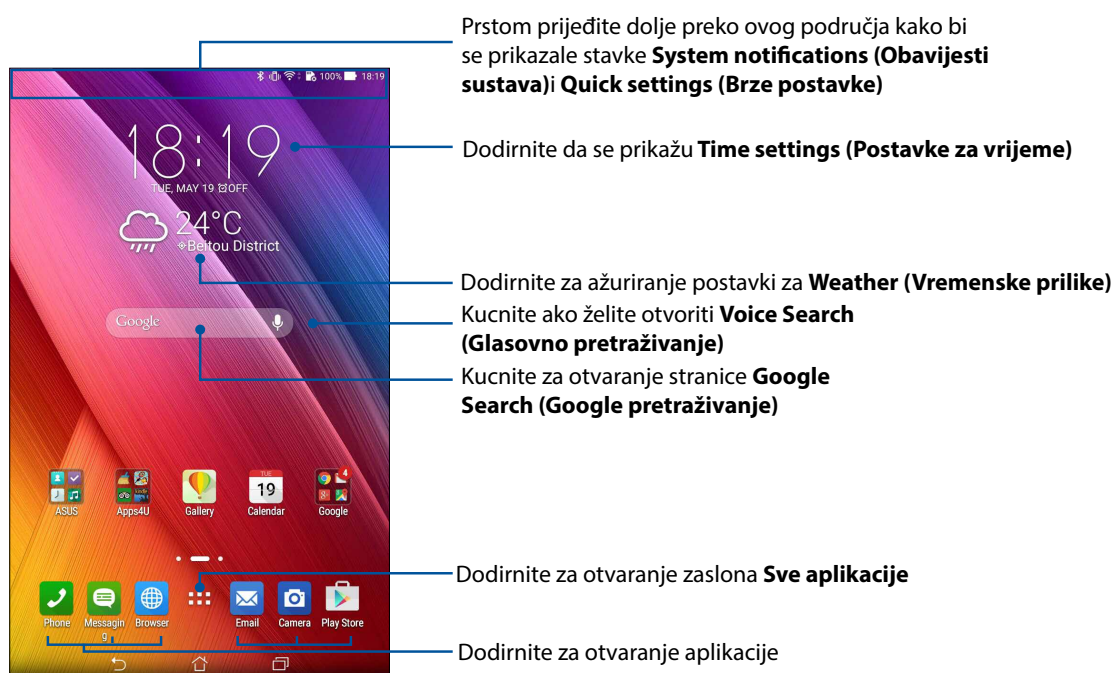 Prstom prijeđite dolje preko ovog područja kako bi
se prikazale stavke System notifications (Obavijesti
sustava)i Quick settings (Brze postavke)
100% 18:19
18:19
TUE, MAY 19 OFF
Dodirnite da se prikažu Time settings (Postavke za vrijeme)
24°C
Beitou District
Dodirnite za ažuriranje postavki za Weather (Vremenske prilike)
Google
Kucnite ako želite otvoriti Voice Search
(Glasovno pretraživanje)
Kucnite za otvaranje stranice Google
Search (Google pretraživanje)
TUE
19
4
ASUS Apps4U Gallery Calendar Google
Dodirnite za otvaranje zaslona Sve aplikacije
Phone Messagin Browser Email Camera Play Store
g
Dodirnite za otvaranje aplikacije